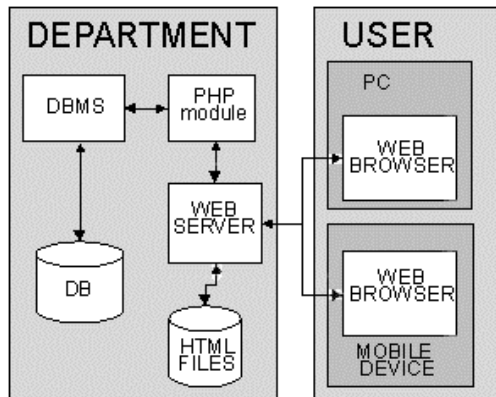 DEPARTMENT
DBMS
PHP
module
WEB
SERVER
DB
HTML
FILES
USER
PC
WEB
BROWSER
WEB
BROWSER
MOBILE
DEVICE